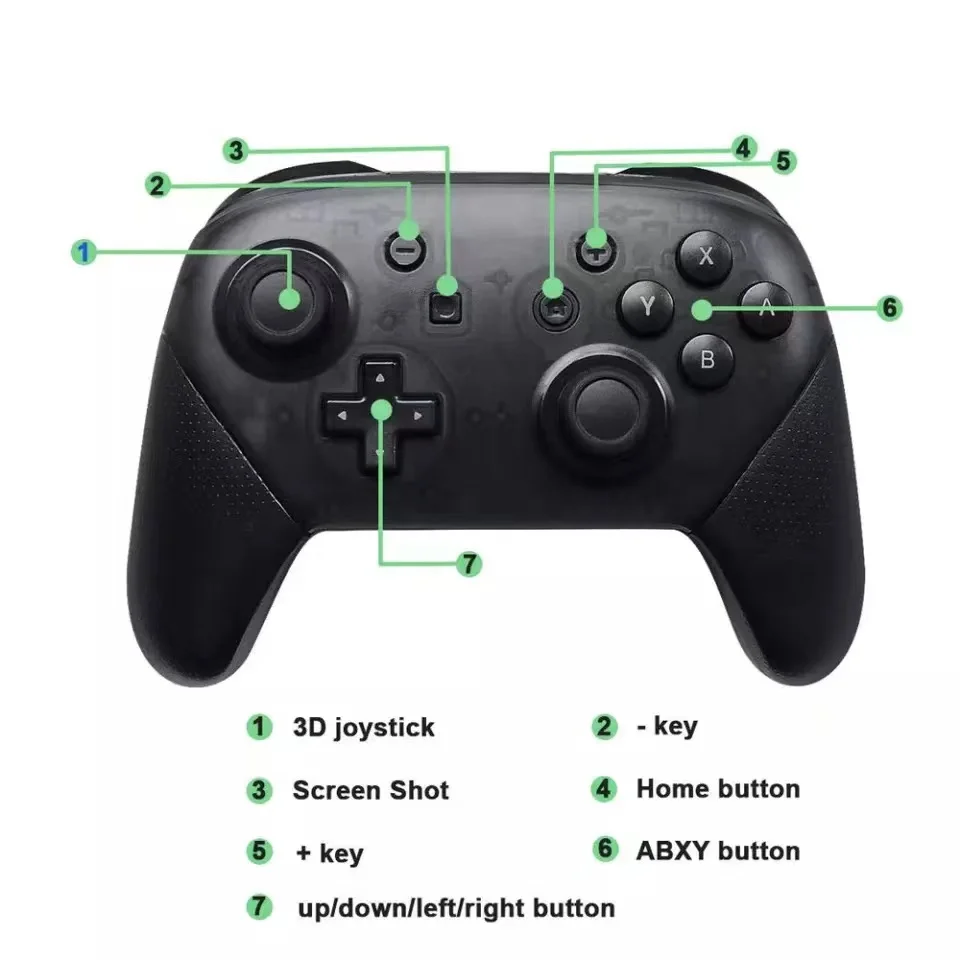 3
4
5
2
1
X
Y
A
B
6
7
1 3D joystick
2 - key
3 Screen Shot
4 Home button
5 + key
6 ABXY button
7 up/down/left/right button